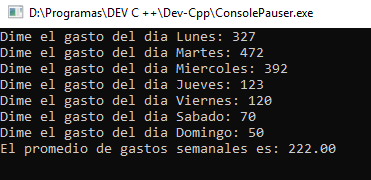 D:\Programas\DEV C ++\Dev-Cpp\ConsolePauser.exe
Dime el gasto del dia Lunes: 327
Dime el gasto del dia Martes: 472
Dime el gasto del dia Miercoles: 392
Dime el gasto del dia Jueves: 123
Dime el gasto del dia Viernes: 120
Dime el gasto del dia Sabado: 70
Dime el gasto del dia Domingo: 50
El promedio de gastos semanales es: 222.00